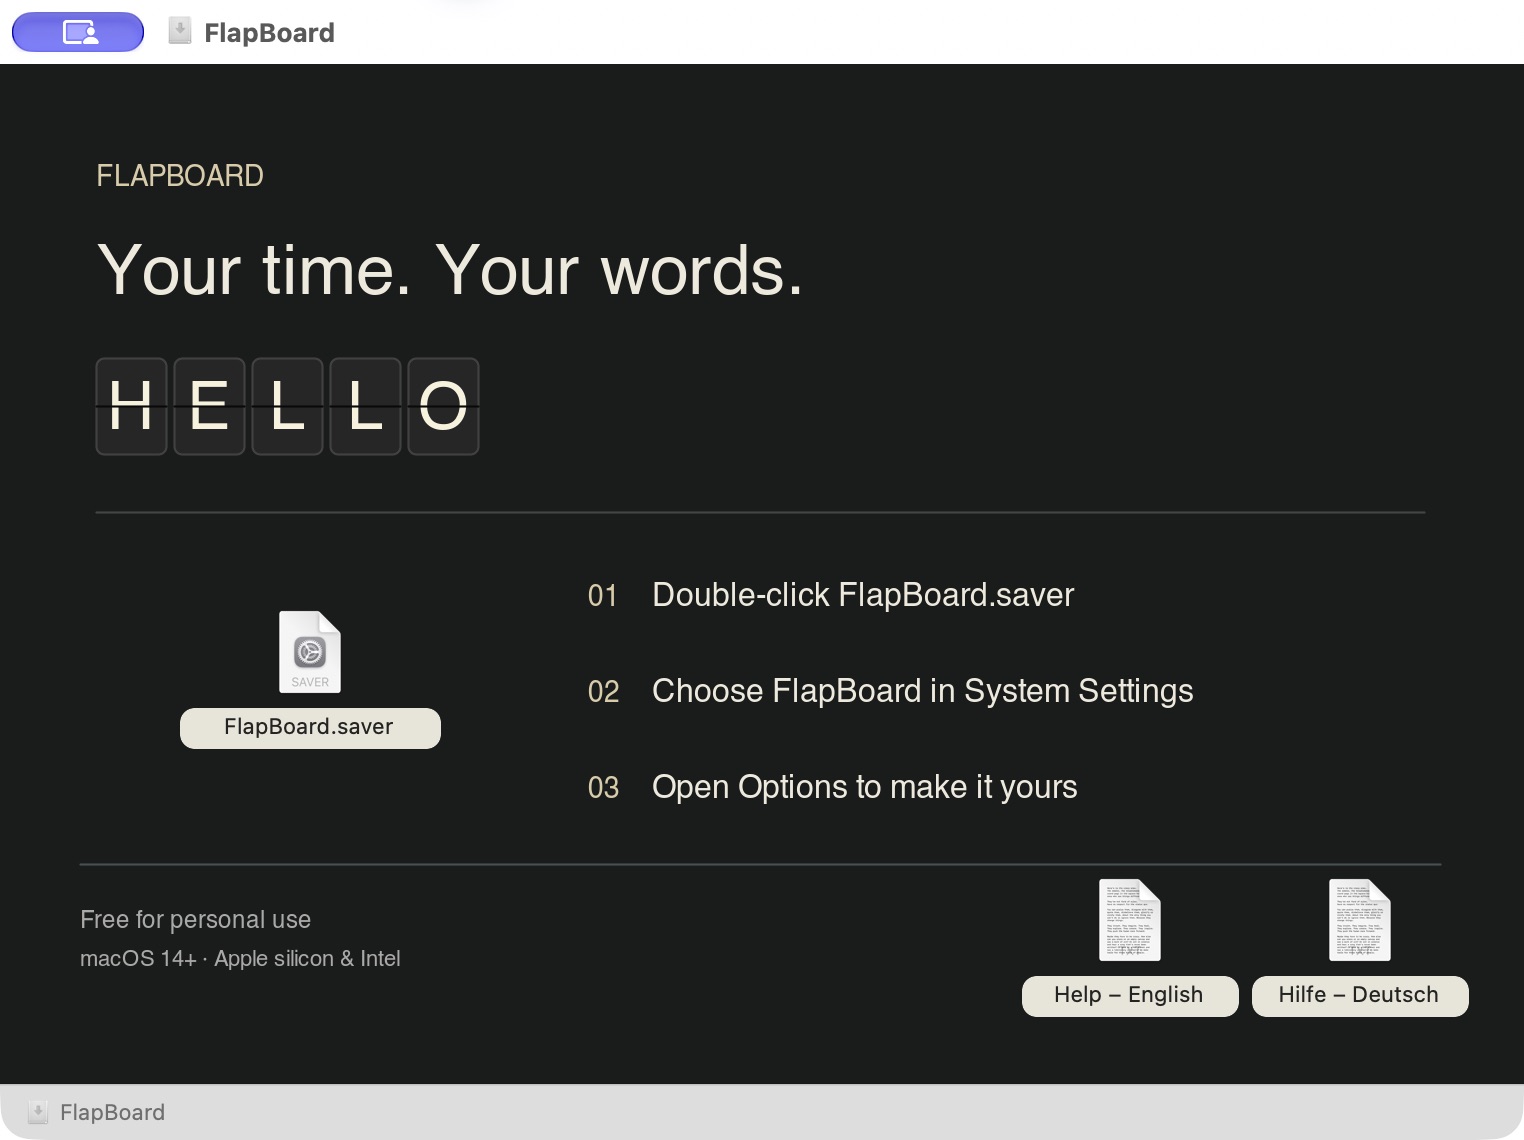 FlapBoard
FLAPBOARD
Your time. Your words.
HELLO
01 Double-click FlapBoard.saver
02 Choose FlapBoard in System Settings
03 Open Options to make it yours
SAVER
FlapBoard.saver
Free for personal use
macOS 14+ · Apple silicon & Intel
Help – English
Hilfe – Deutsch
FlapBoard